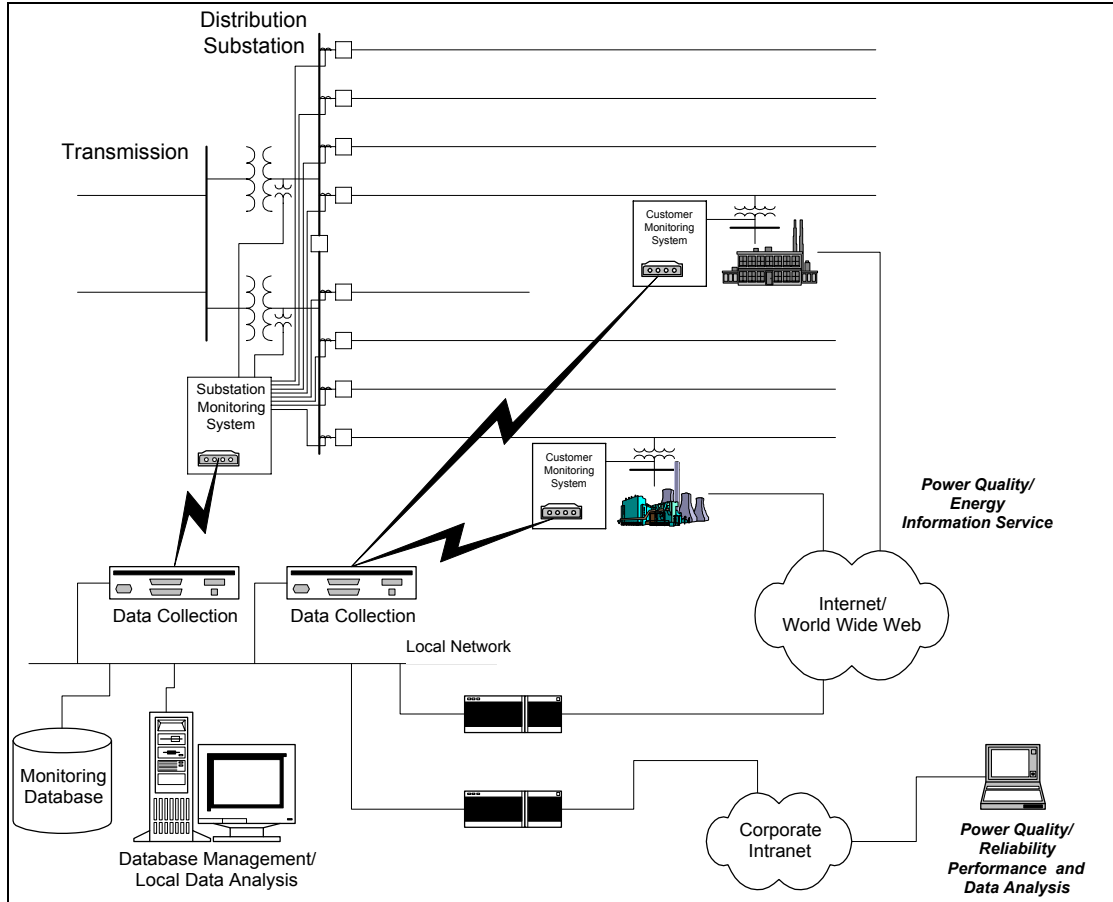 Distribution
Substation
Transmission
Customer
Monitoring
System
Substation
Monitoring
System
Customer
Monitoring
System
Power Quality/
Energy
Information Service
Data Collection
Data Collection
Internet/
World Wide Web
Local Network
Monitoring
Database
Database Management/
Local Data Analysis
Corporate
Intranet
Power Quality/
Reliability
Performance and
Data Analysis